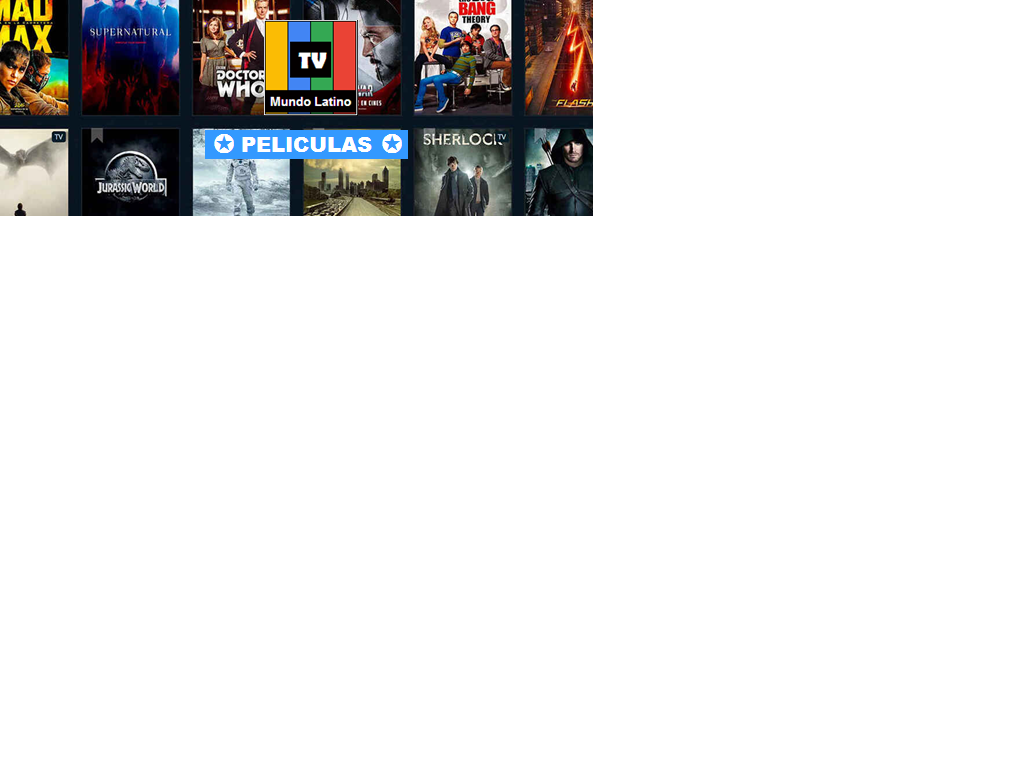 MAD
MAX
SUPERNATURAL
DOCTOR
WHO
TV
Mundo Latino
EN CINES
BANG
THEORY
FLASH
TV
JURASSIC WORLD
✪ PELICULAS ✪
SHERLOCK
TV